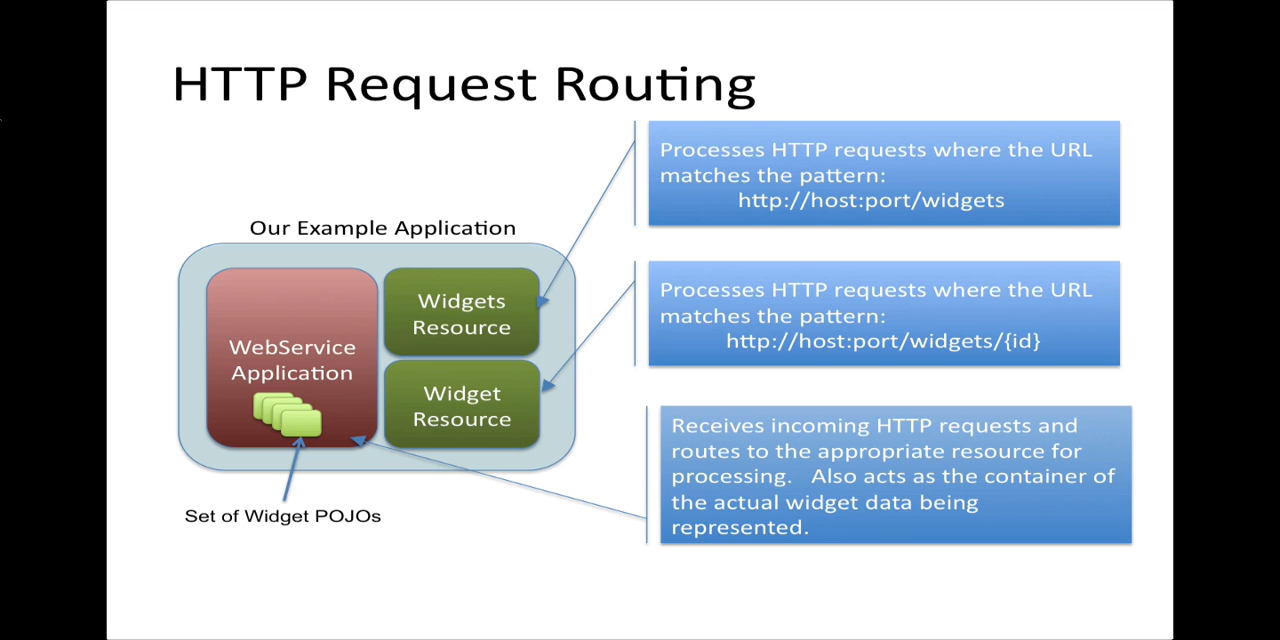 HTTP Request Routing
Processes HTTP requests where the URL
matches the pattern:
http://host:port/widgets
Our Example Application
Widgets
Resource
Processes HTTP requests where the URL
matches the pattern:
http://host:port/widgets/{id}
WebService
Application
Widget
Resource
Receives incoming HTTP requests and
routes to the appropriate resource for
processing. Also acts as the container of
the actual widget data being
represented.
Set of Widget POJOs